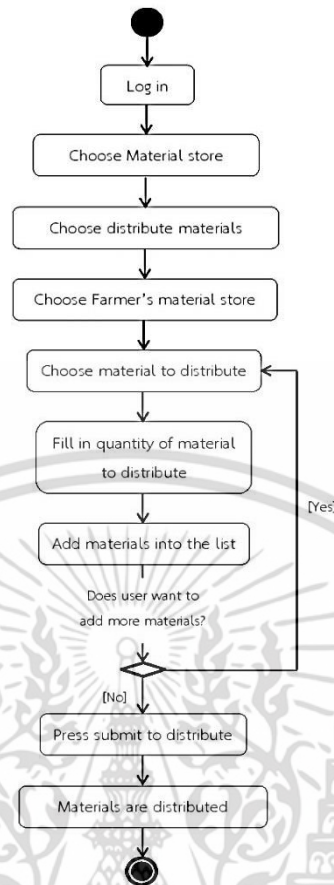 Log in
Choose Material store
Choose distribute materials
Choose Farmer's material store
Choose material to distribute
Fill in quantity of material
to distribute
[Yes]
Add materials into the list
Does user want to
add more materials?
[No]
Press submit to distribute
Materials are distributed